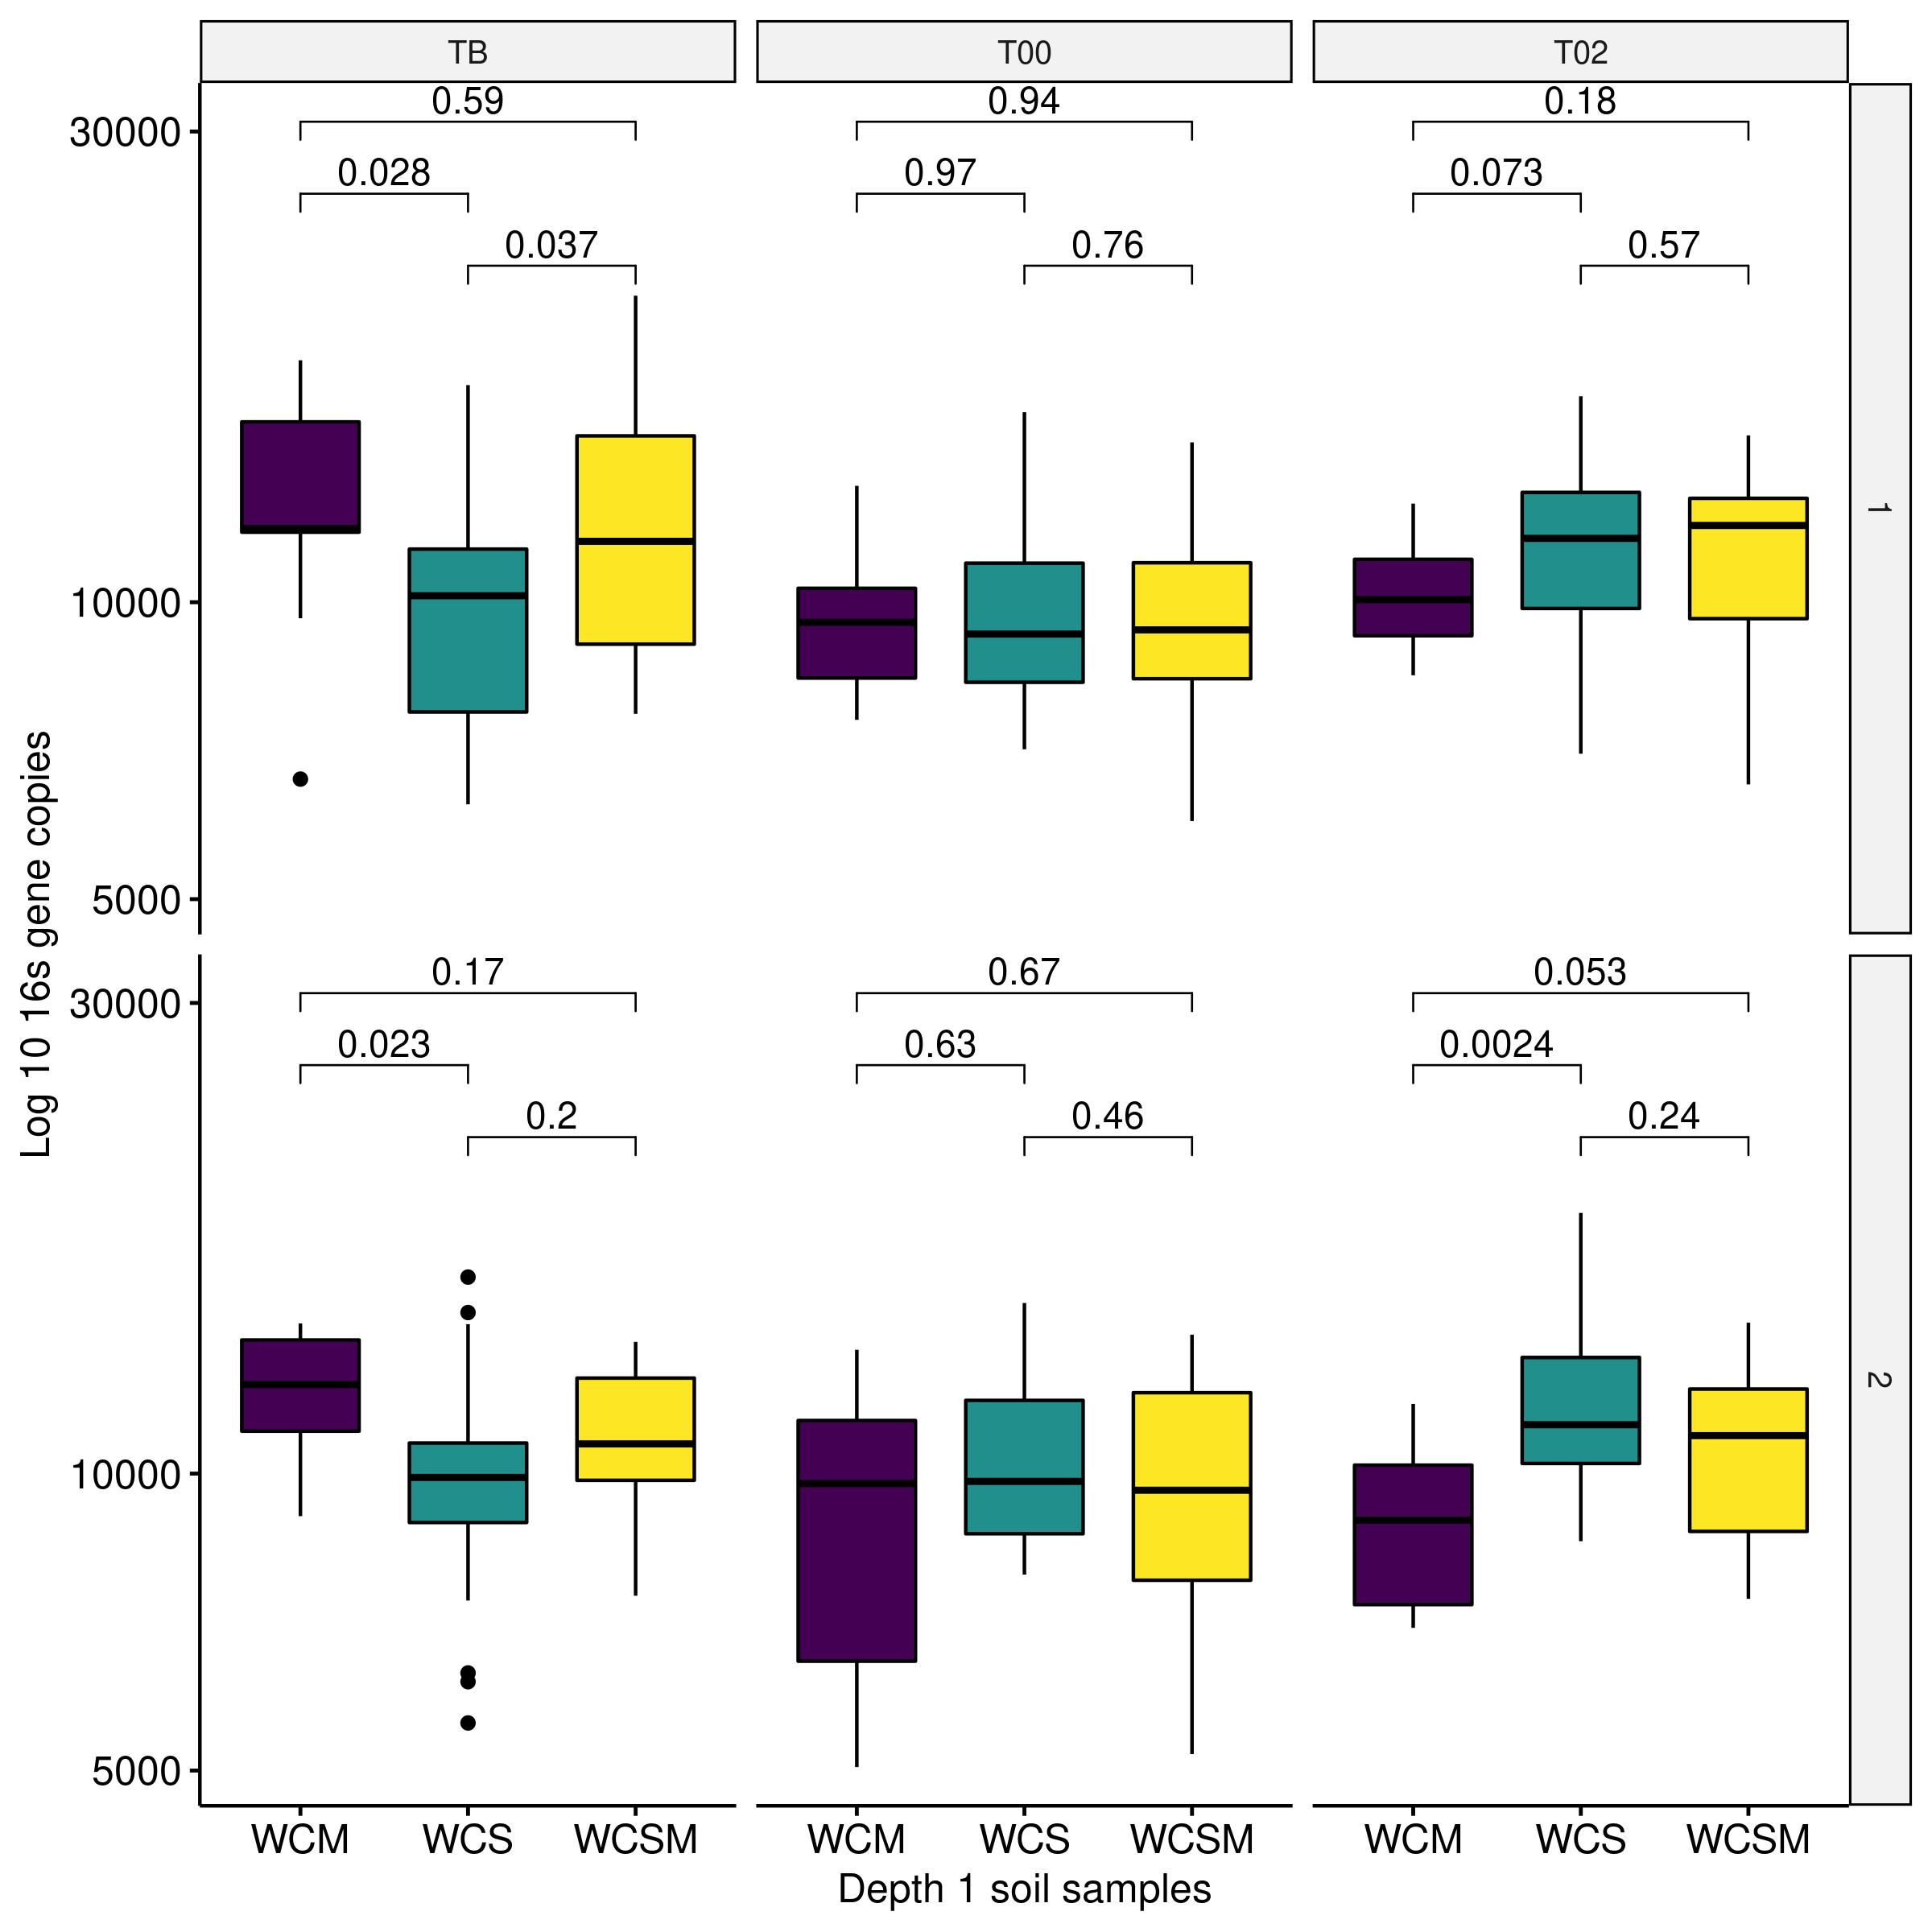 TB T00 T02
0.59 0.94 0.18
30000
0.028 0.97 0.073
0.037 0.76 0.57
1
10000
5000
Log 10 16s gene copies
0.17 0.67 0.053
30000
0.023 0.63 0.0024
0.2 0.46 0.24
2
10000
5000
WCM WCS WCSM WCM WCS WCSM WCM WCS WCSM
Depth 1 soil samples